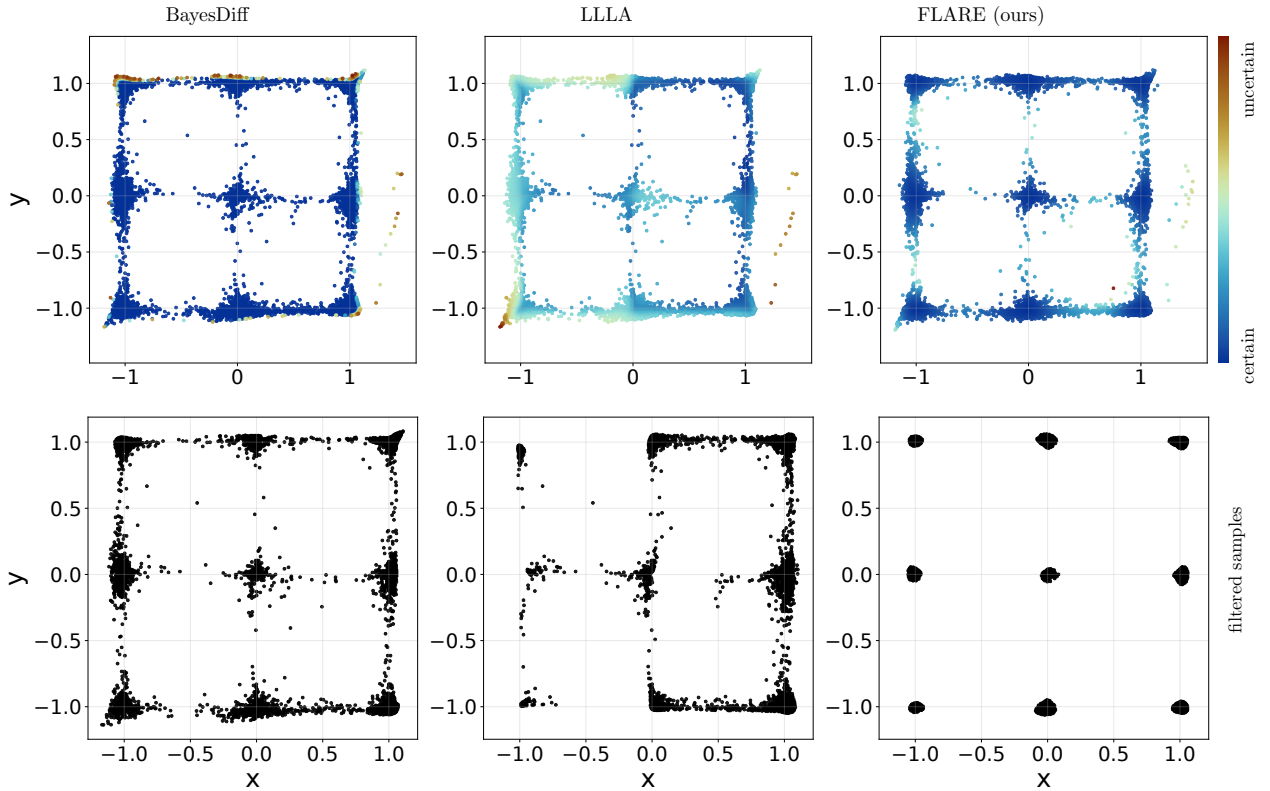 BayesDiff LLLA FLARE (ours)
1.0 1.0 1.0
0.5 0.5 0.5
y 0.0 0.0 0.0
−0.5 −0.5 −0.5
−1.0 −1.0 −1.0
−1 0 1 −1 0 1 −1 0 1
uncertain
certain
1.0 1.0 1.0
0.5 0.5 0.5
y 0.0 0.0 0.0
−0.5 −0.5 −0.5
−1.0 −1.0 −1.0
−1.0 −0.5 0.0 0.5 1.0 −1.0 −0.5 0.0 0.5 1.0 −1.0 −0.5 0.0 0.5 1.0
x x x
filtered samples